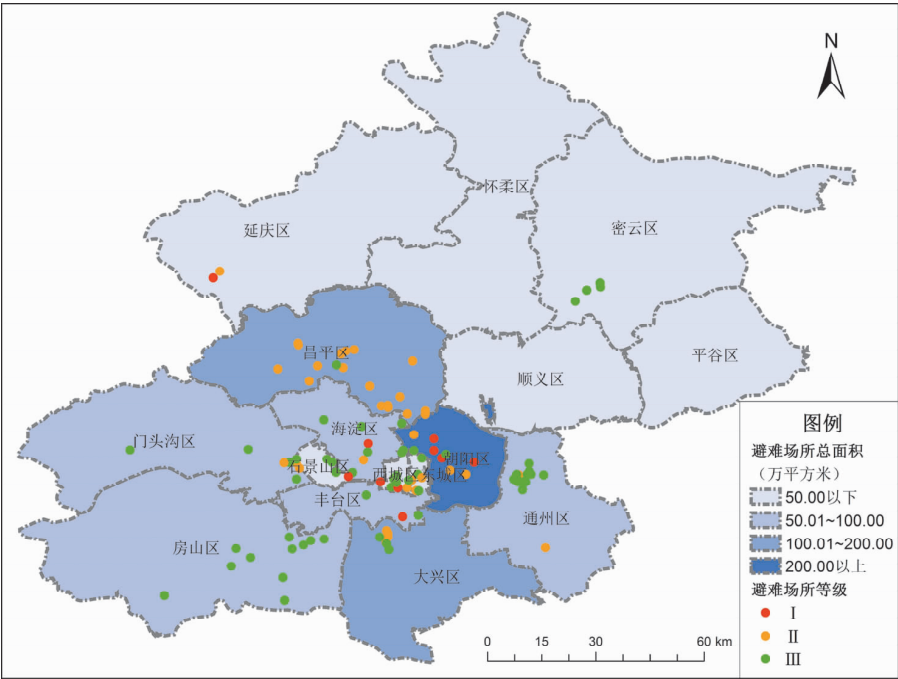 N
怀柔区
延庆区
密云区
昌平区
平谷区
顺义区
门头沟区
海淀区
石景山区
西城区
东城区
朝阳区
丰台区
通州区
房山区
大兴区
图例
避难场所总面积
(万平方米)
50.00以下
50.01~100.00
100.01~200.00
200.00以上
避难场所等级
Ⅰ
Ⅱ
Ⅲ
0 15 30 60 km